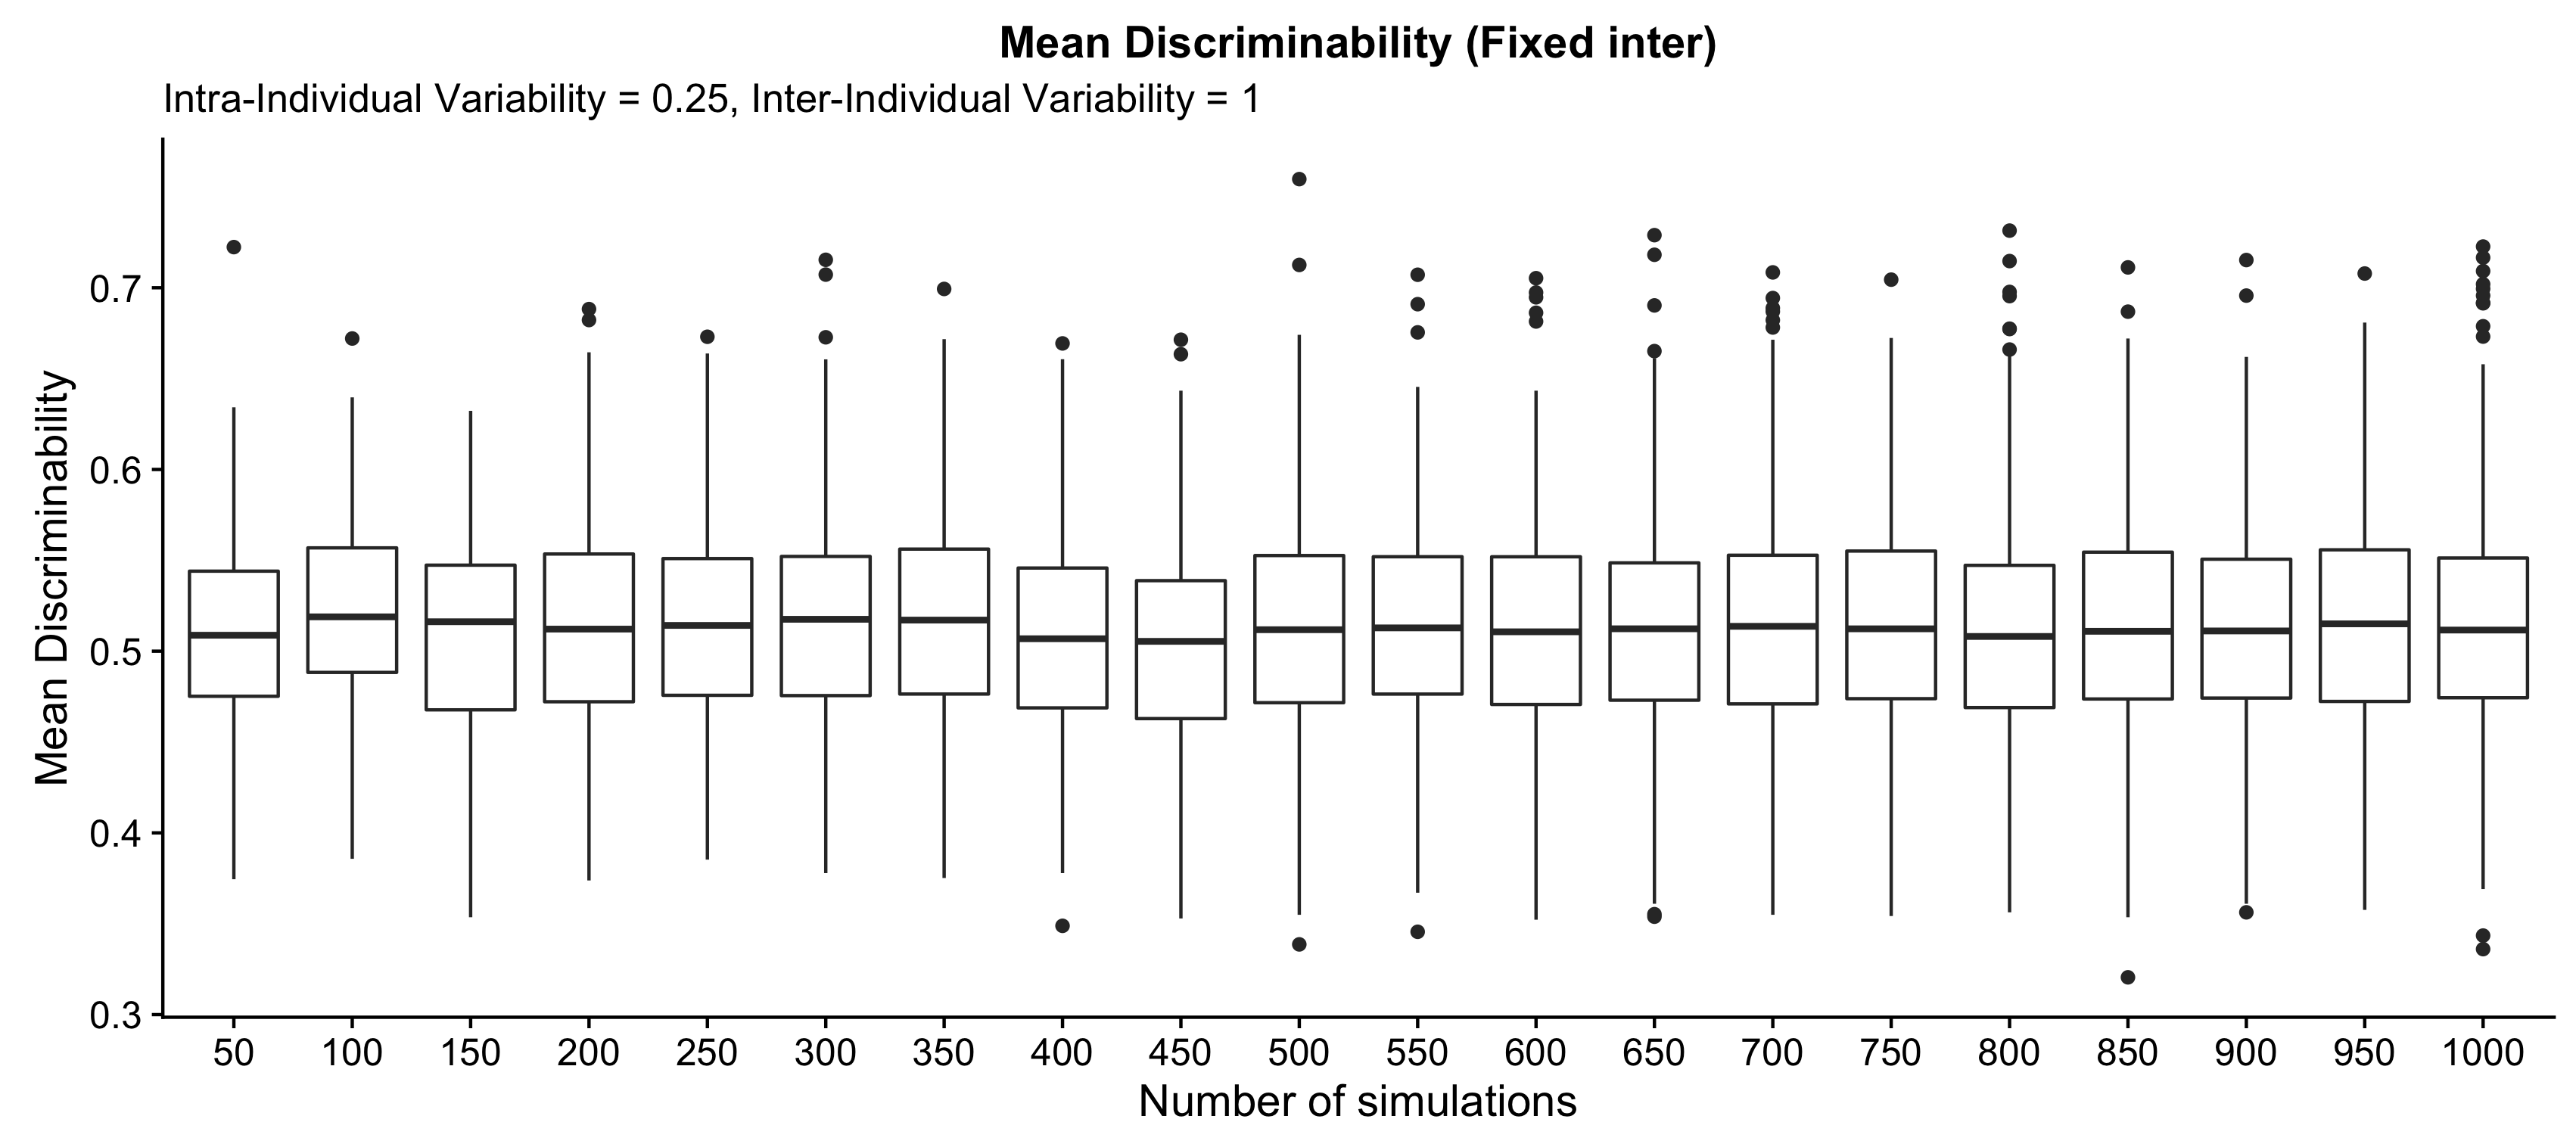 Mean Discriminability (Fixed inter)
Intra-Individual Variability = 0.25, Inter-Individual Variability = 1
Mean Discriminability
0.7
0.6
0.5
0.4
0.3
50 100 150 200 250 300 350 400 450 500 550 600 650 700 750 800 850 900 950 1000
Number of simulations